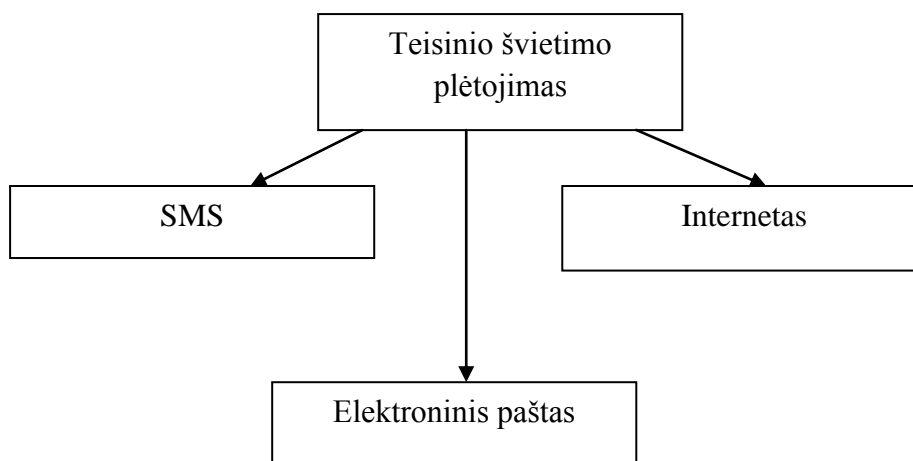 Teisinio švietimo
plėtojimas
SMS
Internetas
Elektroninis paštas